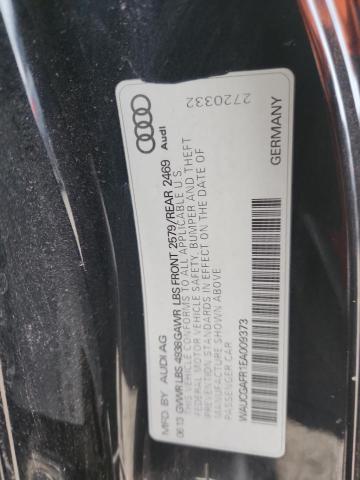 MFD. BY AUDI AG
06.13 GWWR LBS 4938 GAWR LBS FRONT 2579/REAR 2469
THIS VEHICLE CONFORMS TO ALL APPLICABLE U.S.
FEDERAL MOTOR VEHICLE SAFETY, BUMPER AND THEFT
PREVENTION STANDARDS IN EFFECT ON THE DATE OF
MANUFACTURE SHOWN ABOVE
PASSENGER CAR
WAUCGAFR1EA009373
GERMANY
Audi
2720332